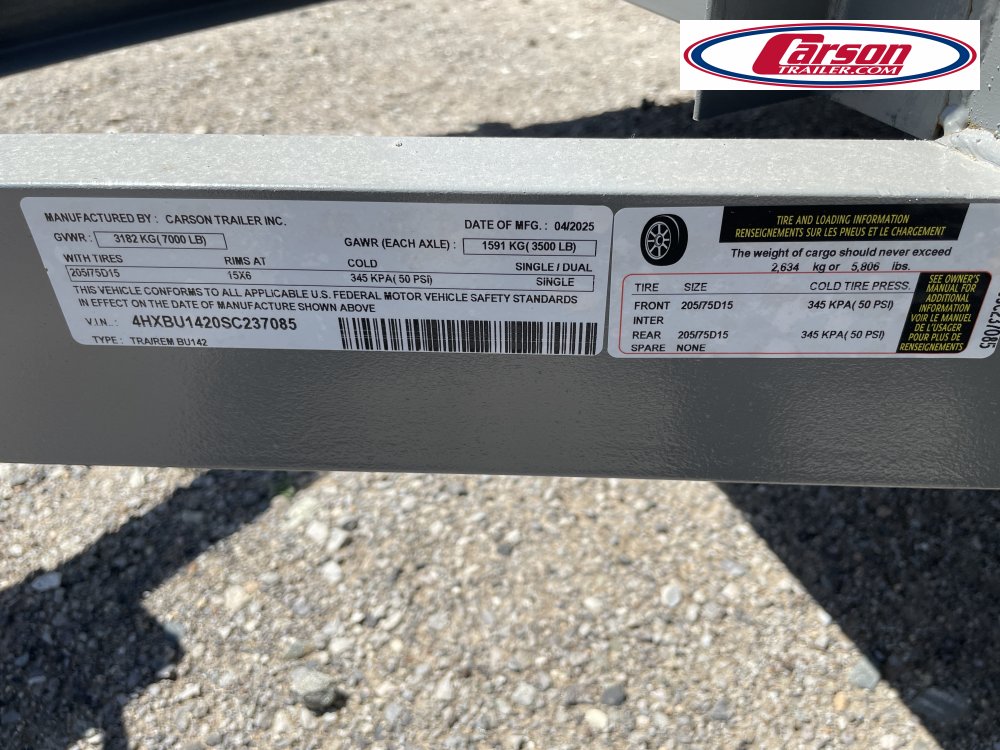 Carson
TRAILER.COM
MANUFACTURED BY : CARSON TRAILER INC.
DATE OF MFG. : 04/2025
GVWR : 3182 KG( 7000 LB)
GAWR (EACH AXLE) : 1591 KG( 3500 LB)
WITH TIRES RIMS AT COLD SINGLE / DUAL
205/75D15 15X6 345 KPA( 50 PSI) SINGLE
THIS VEHICLE CONFORMS TO ALL APPLICABLE U.S. FEDERAL MOTOR VEHICLE SAFETY STANDARDS
IN EFFECT ON THE DATE OF MANUFACTURE SHOWN ABOVE
V.I.N.. : 4HXBU1420SC237085
TYPE : TRA/REM BU142
TIRE AND LOADING INFORMATION
RENSEIGNEMENTS SUR LES PNEUS ET LE CHARGEMENT
The weight of cargo should never exceed
2,634 kg or 5,806 lbs.
TIRE SIZE COLD TIRE PRESS.
FRONT 205/75D15 345 KPA( 50 PSI)
INTER
REAR 205/75D15 345 KPA( 50 PSI)
SPARE NONE
SEE OWNER'S
MANUAL FOR
ADDITIONAL
INFORMATION
VOIR LE MANUEL
DE L'USAGER
POUR PLUS DE
RENSEIGNEMENTS
SC237085